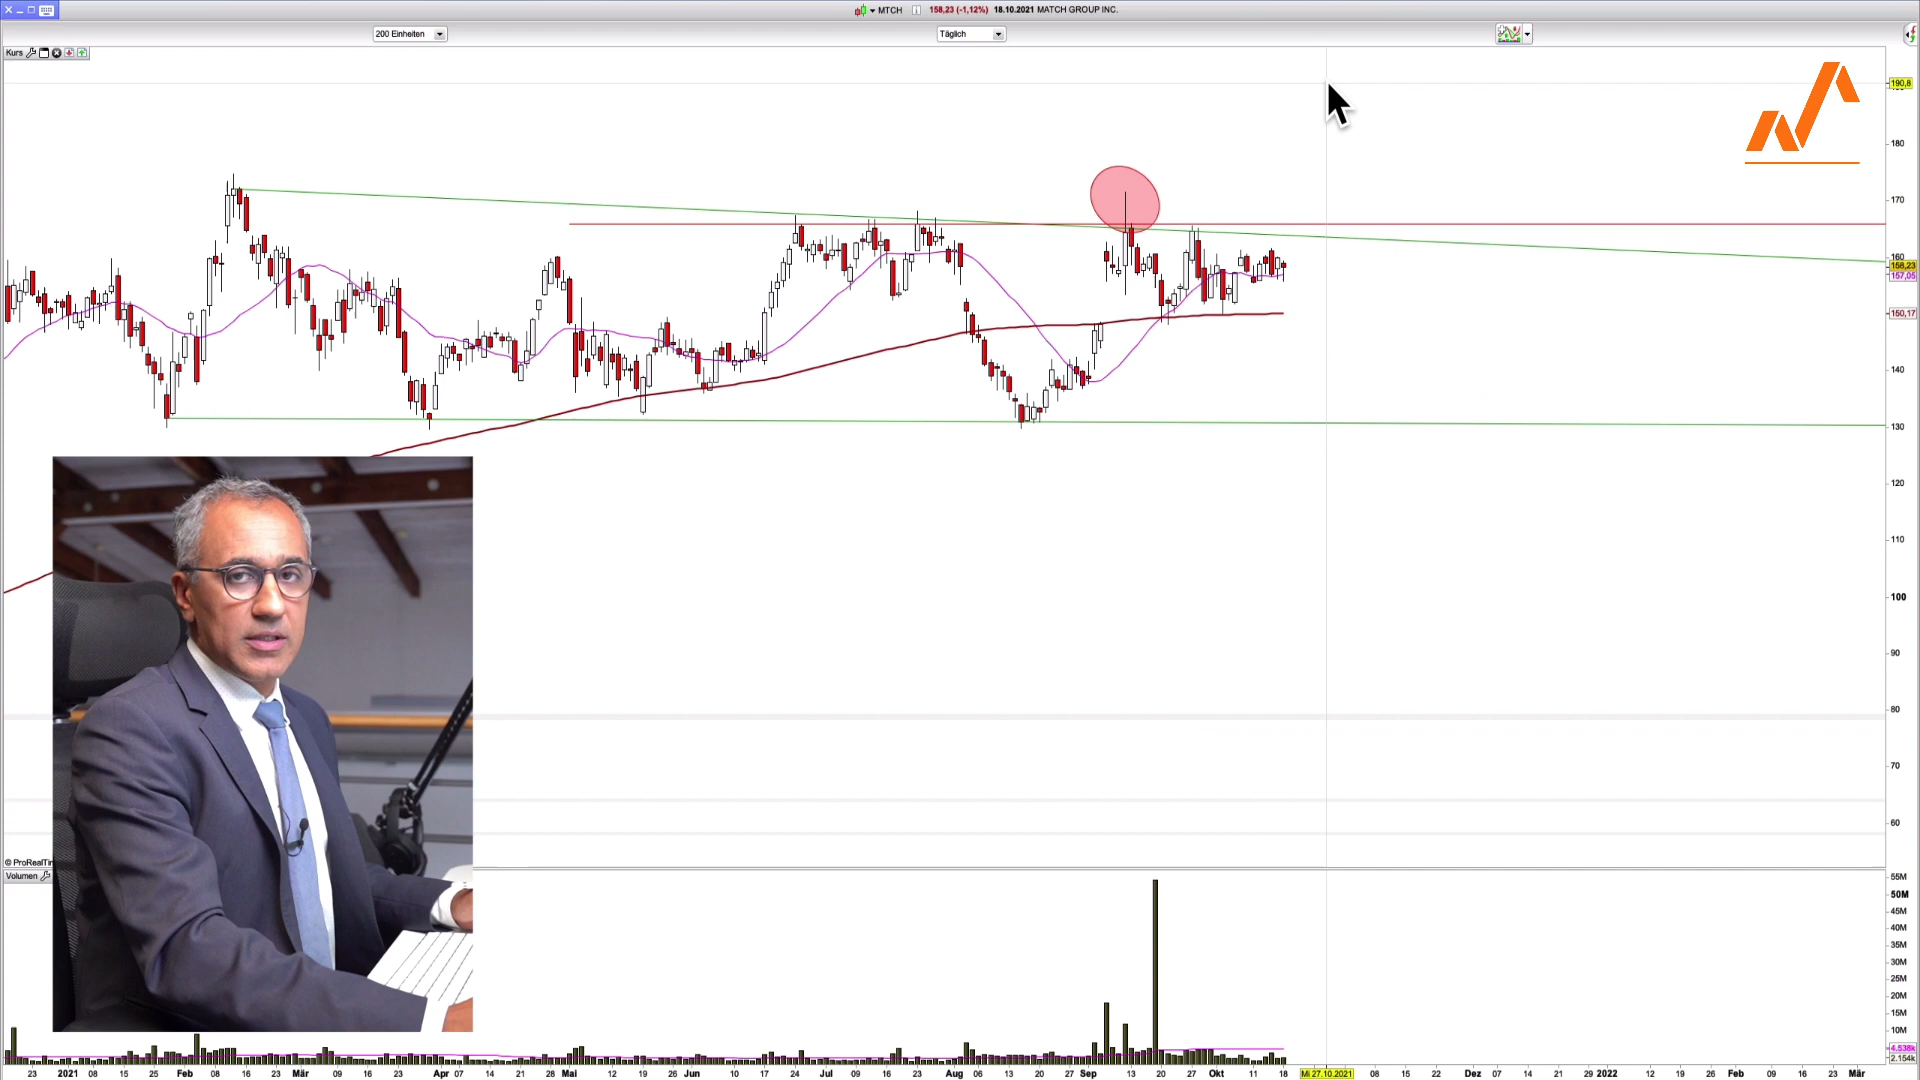 MTCH 158,23 (-1,12%) 18.10.2021 MATCH GROUP INC.
200 Einheiten Täglich
Kurs
190,8
180
170
160
158,23
157,05
150,17
140
130
120
110
100
90
80
70
60
© ProRealTim
Volumen
55M
50M
45M
40M
35M
30M
25M
20M
15M
10M
4.538k
2.154k
23 2021 08 15 25 Feb 08 16 23 Mär 09 16 23 Apr 07 14 21 28 Mai 12 19 26 Jun 10 17 24 Jul 09 16 23 Aug 06 13 20 27 Sep 13 20 27 Okt 11 18 Mi 27.10.2021 08 15 22 Dez 07 14 21 29 2022 12 19 26 Feb 09 16 23 Mär